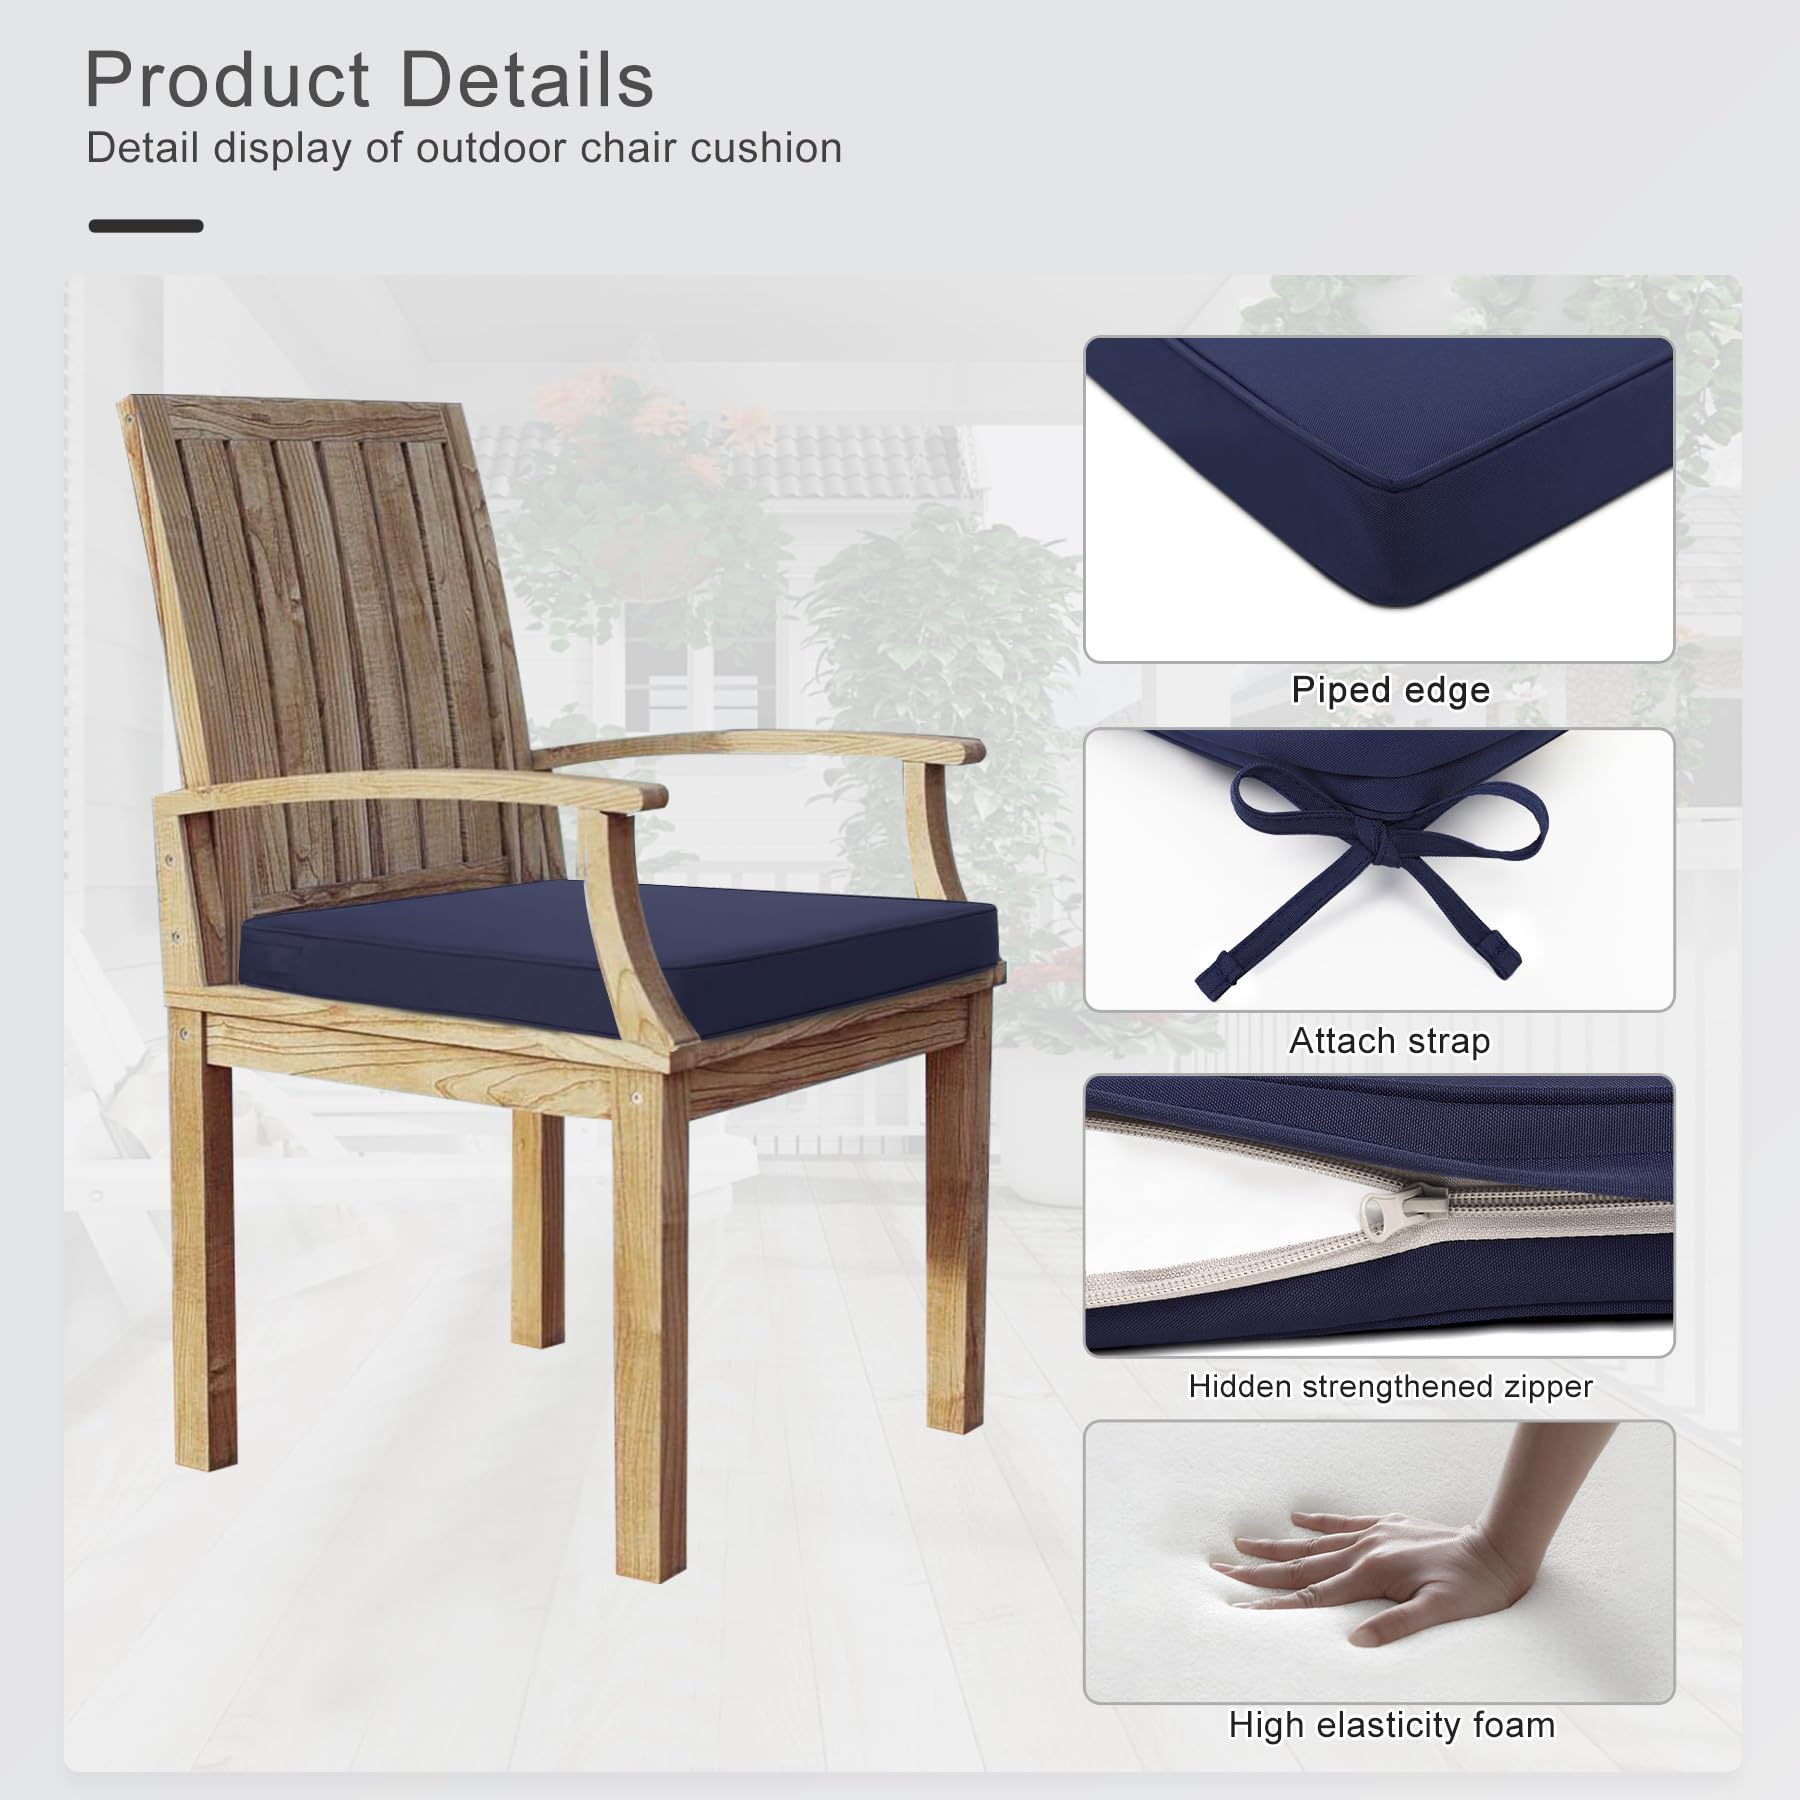 Product Details
Detail display of outdoor chair cushion
Piped edge
Attach strap
Hidden strengthened zipper
High elasticity foam